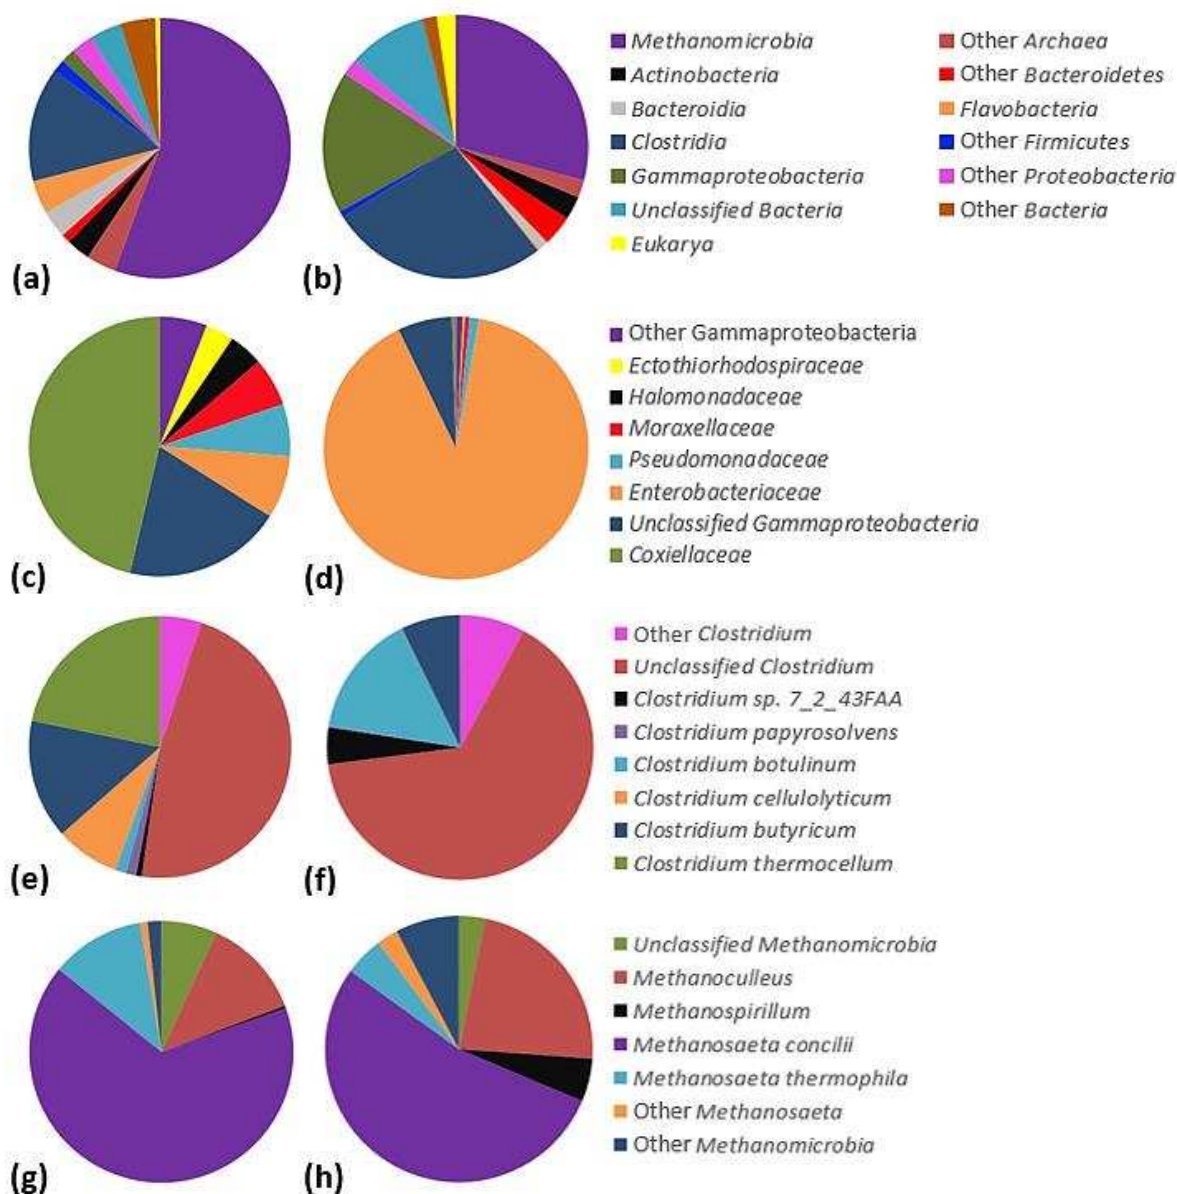 Methanomicrobia
Other Archaea
Actinobacteria
Other Bacteroidetes
Bacteroidia
Flavobacteria
Clostridia
Other Firmicutes
Gammaproteobacteria
Other Proteobacteria
Unclassified Bacteria
Other Bacteria
Eukarya
(a)
(b)
Other Gammaproteobacteria
Ectothiorhodospiraceae
Halomonadaceae
Moraxellaceae
Pseudomonadaceae
Enterobacteriaceae
Unclassified Gammaproteobacteria
Coxiellaceae
(c)
(d)
Other Clostridium
Unclassified Clostridium
Clostridium sp. 7_2_43FAA
Clostridium papyrosolvens
Clostridium botulinum
Clostridium cellulolyticum
Clostridium butyricum
Clostridium thermocellum
(e)
(f)
Unclassified Methanomicrobia
Methanoculleus
Methanospirillum
Methanosaeta concilii
Methanosaeta thermophila
Other Methanosaeta
Other Methanomicrobia
(g)
(h)